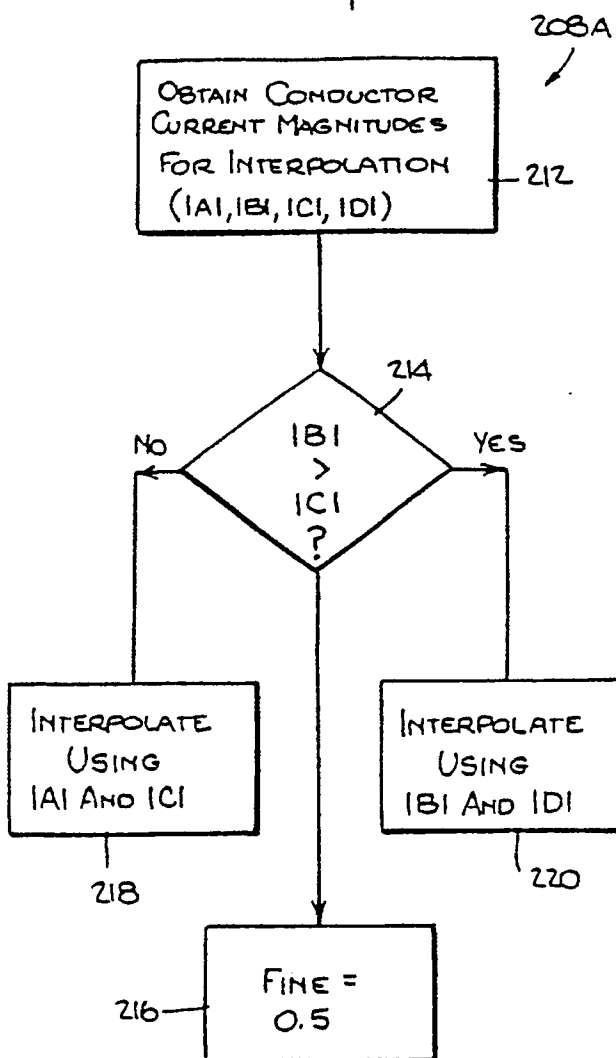 208A
OBTAIN CONDUCTOR
CURRENT MAGNITUDES
FOR INTERPOLATION
(|A|, |B|, |C|, |D|)
212
214
NO
|B|
>
|C|
?
YES
INTERPOLATE
USING
|A| AND |C|
218
INTERPOLATE
USING
|B| AND |D|
220
216
FINE =
0.5